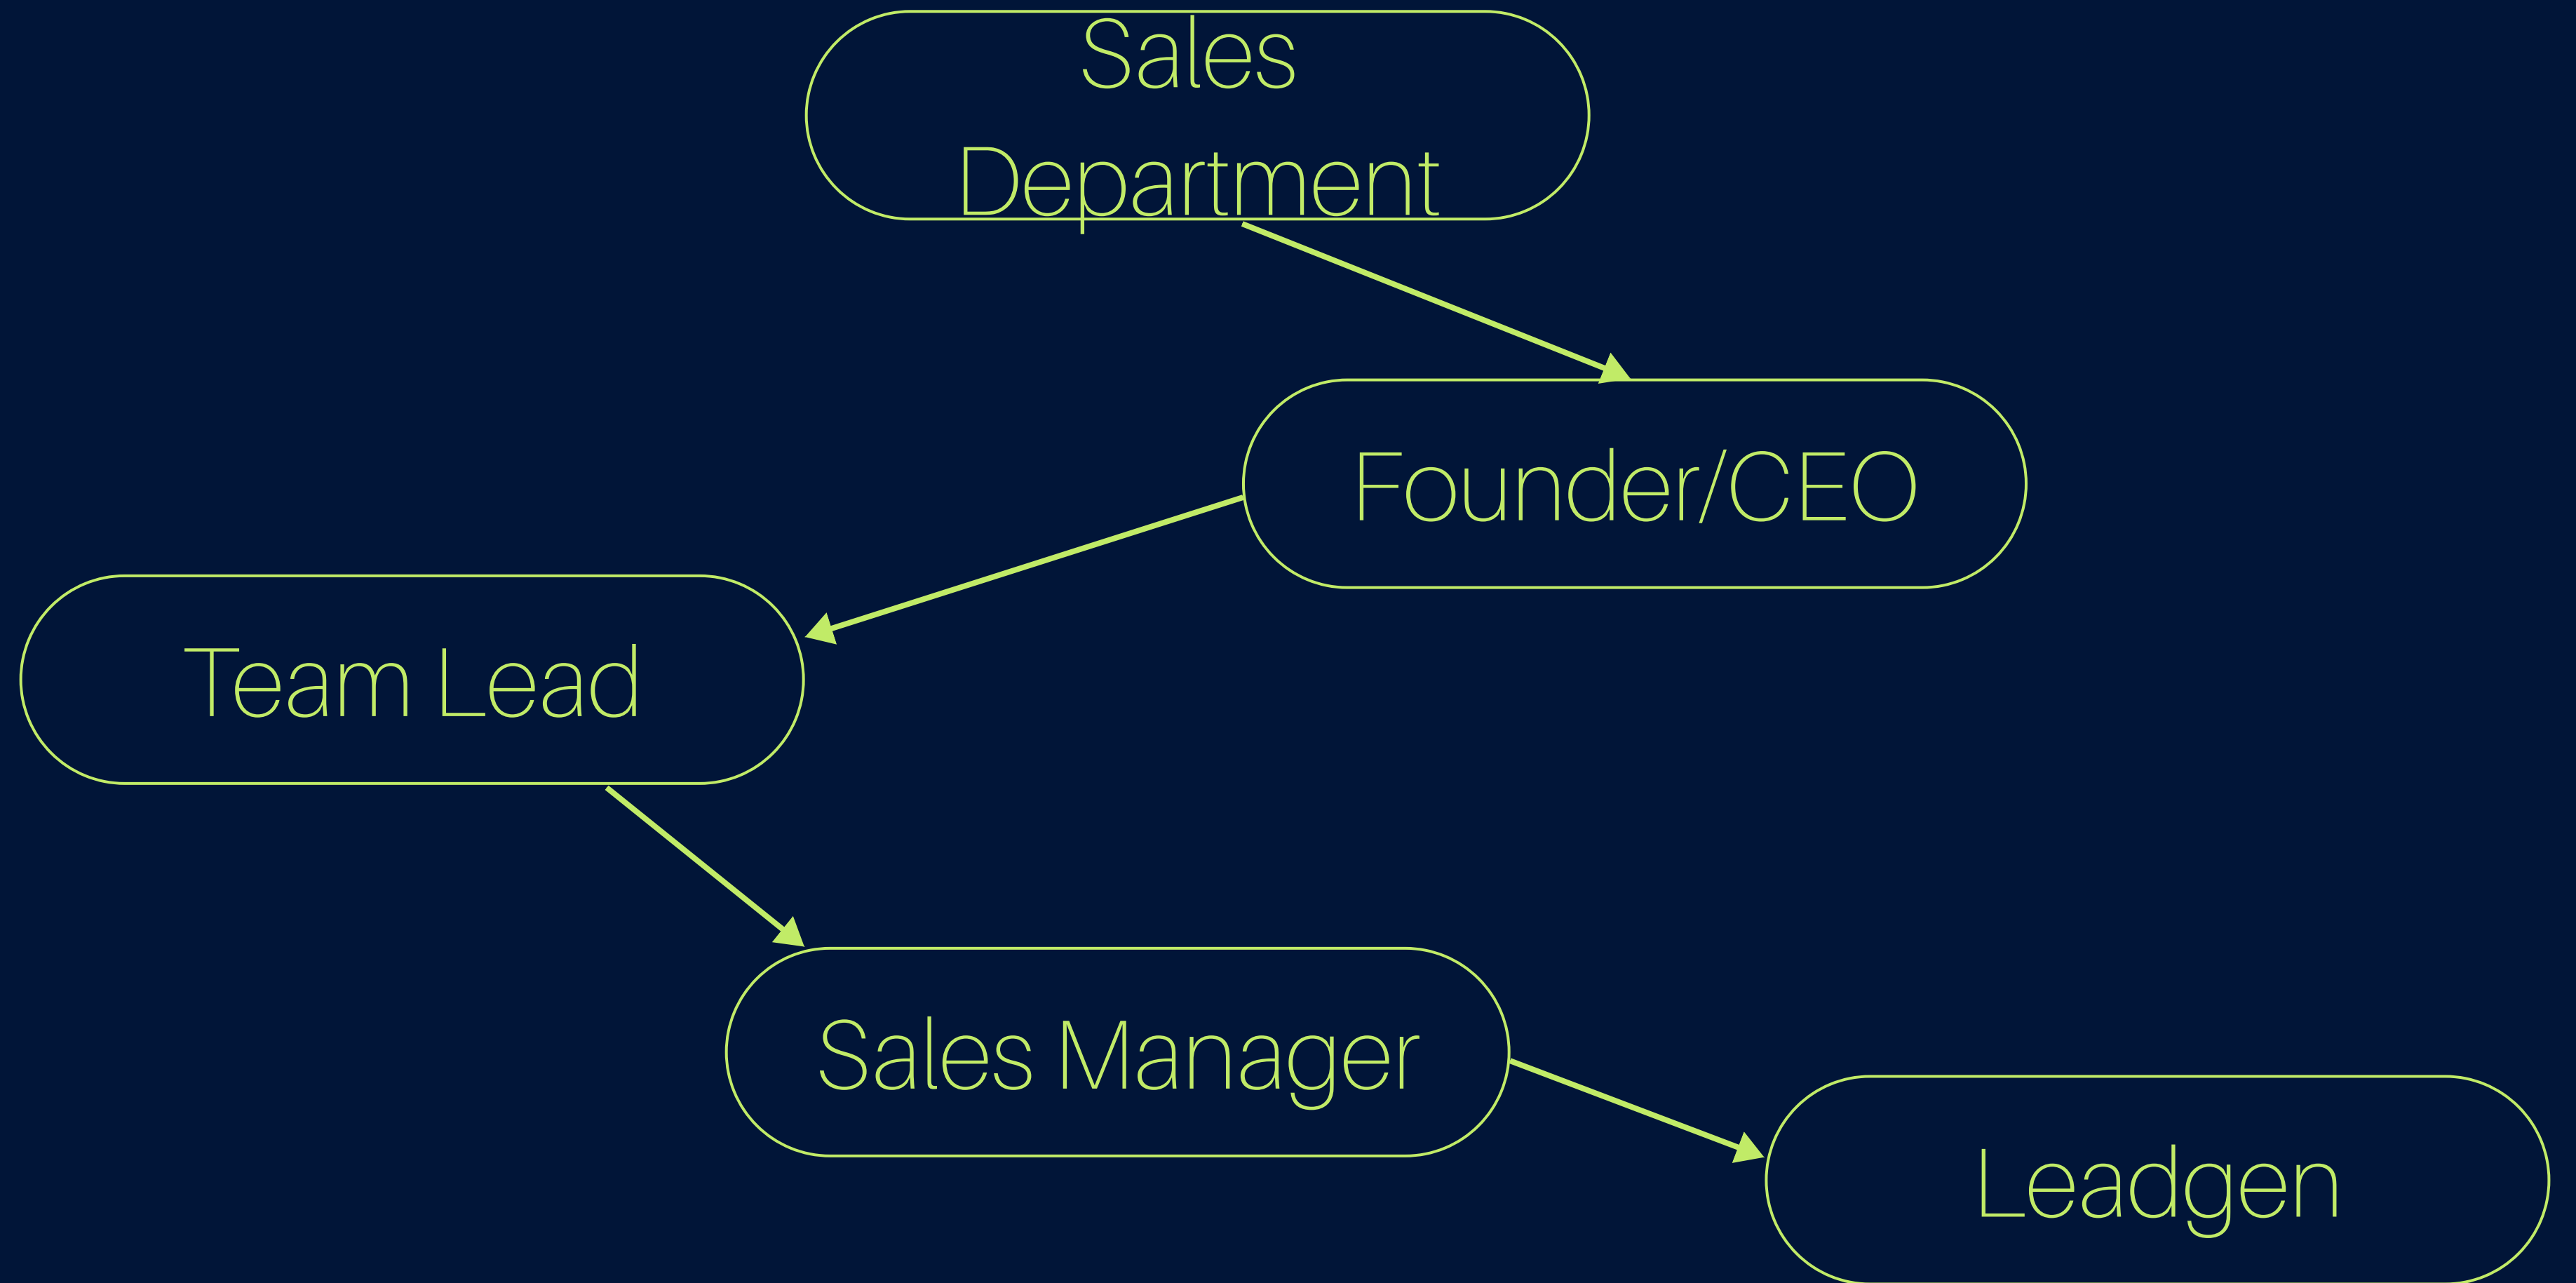 Sales
Department
Founder/CEO
Team Lead
Sales Manager
Leadgen